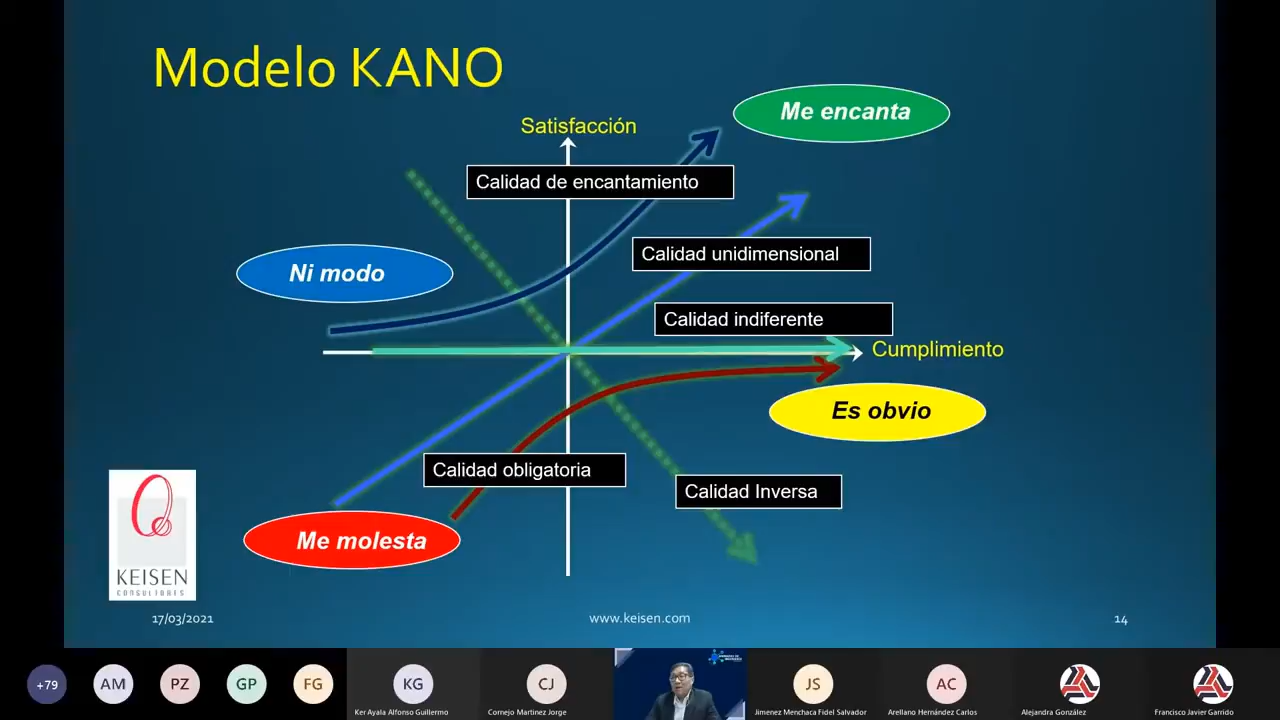 Modelo KANO
Satisfacción
Me encanta
Calidad de encantamiento
Calidad unidimensional
Ni modo
Calidad indiferente
Cumplimiento
Es obvio
Calidad obligatoria
Calidad Inversa
Me molesta
KEISEN
CONSULTORES
17/03/2021
www.keisen.com
14
+79
AM
PZ
GP
FG
KG
CJ
JS
AC
Ker Ayala Alfonso Guillermo
Cornejo Martinez Jorge
Jimenez Menchaca Fidel Salvador
Arellano Hernández Carlos
Alejandra González
Francisco Javier Garrido